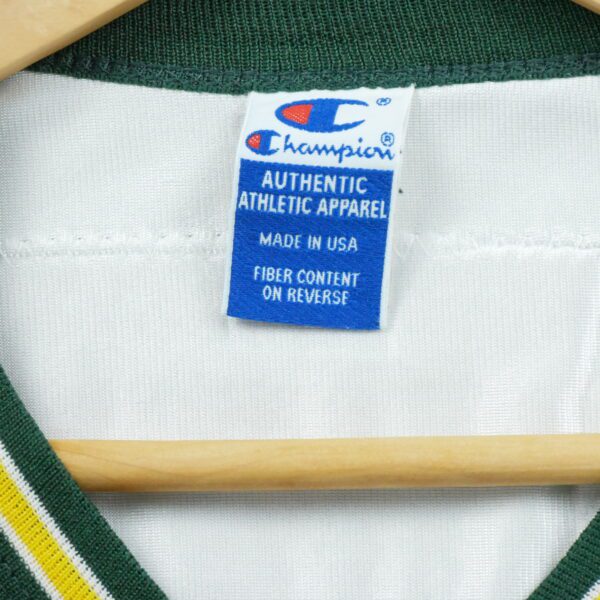 Champion®
AUTHENTIC
ATHLETIC APPAREL
MADE IN USA
FIBER CONTENT
ON REVERSE